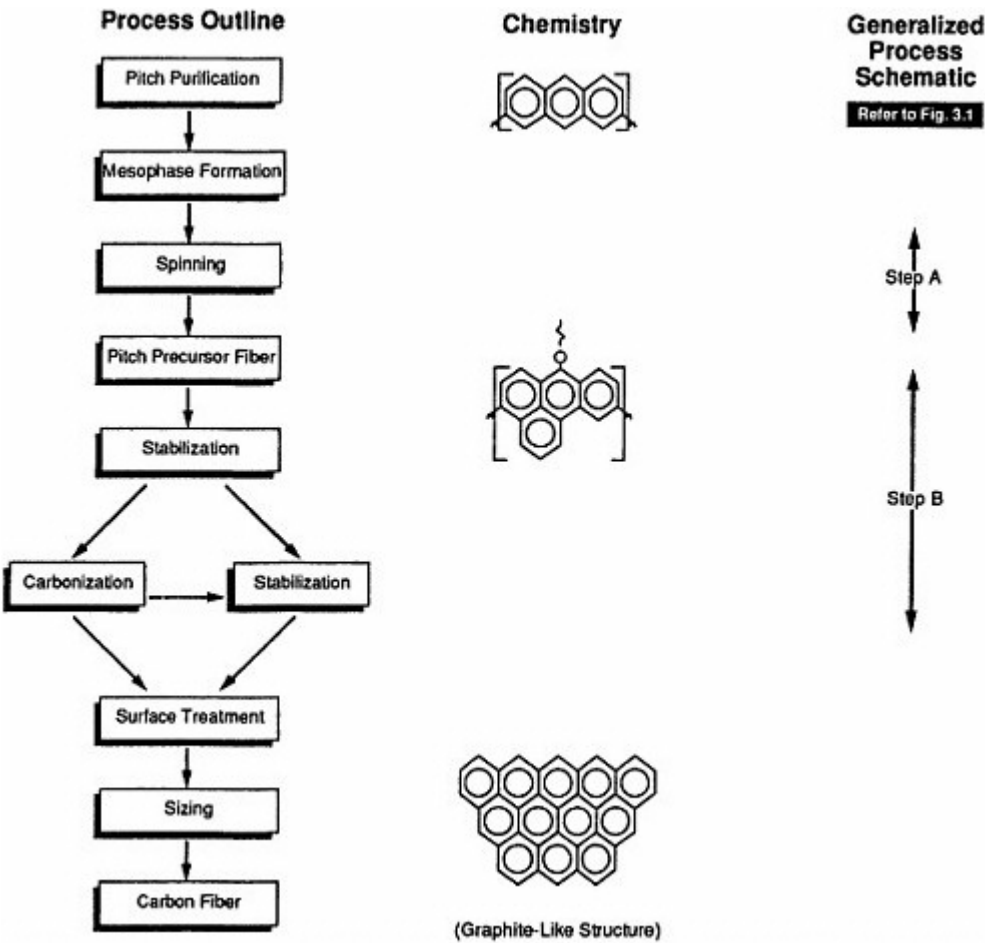 Process Outline
Chemistry
Generalized
Process
Schematic
Refer to Fig. 3.1
Pitch Purification
Mesophase Formation
Spinning
Step A
Pitch Precursor Fiber
Stabilization
Step B
Carbonization
Stabilization
Surface Treatment
Sizing
Carbon Fiber
(Graphite-Like Structure)